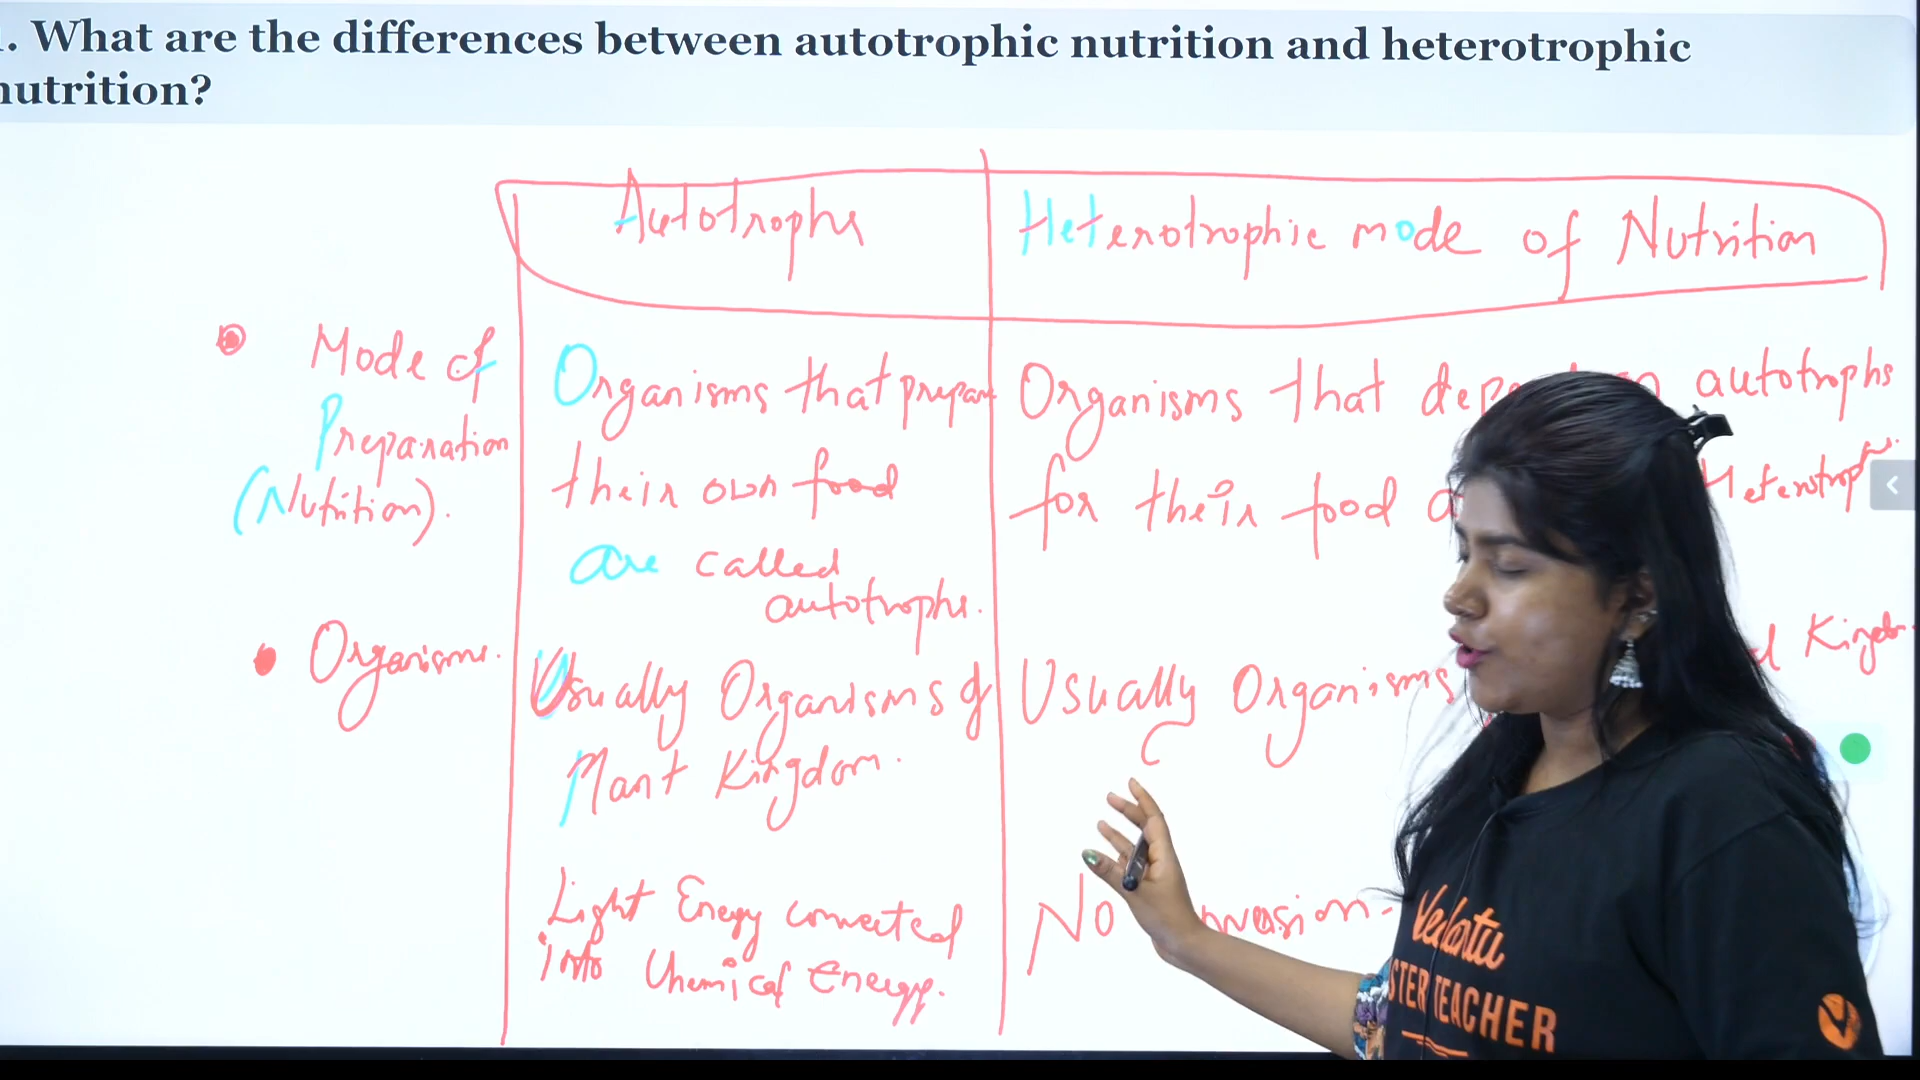 . What are the differences between autotrophic nutrition and heterotrophic
nutrition?
Autotrophs
Heterotrophic mode of Nutrition
Mode of
Preparation
(Nutrition).
Organisms that prepare
their own food
are called
autotrophs.
Organisms that autotrophs
for their food
Organisms.
Usually Organisms of
Plant Kingdom.
Usually Organisms Kingdom.
Light Energy converted
into Chemical Energy.
No
Vedantu
TEACHER